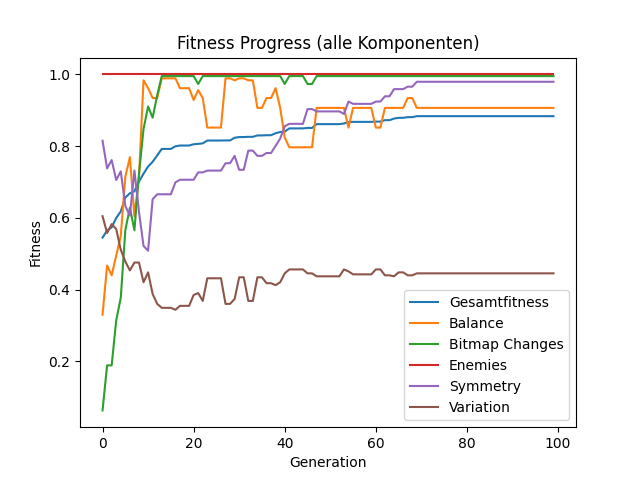 Fitness Progress (alle Komponenten)
Fitness
1.0
0.8
0.6
0.4
0.2
0 20 40 60 80 100
Generation
Gesamtfitness
Balance
Bitmap Changes
Enemies
Symmetry
Variation